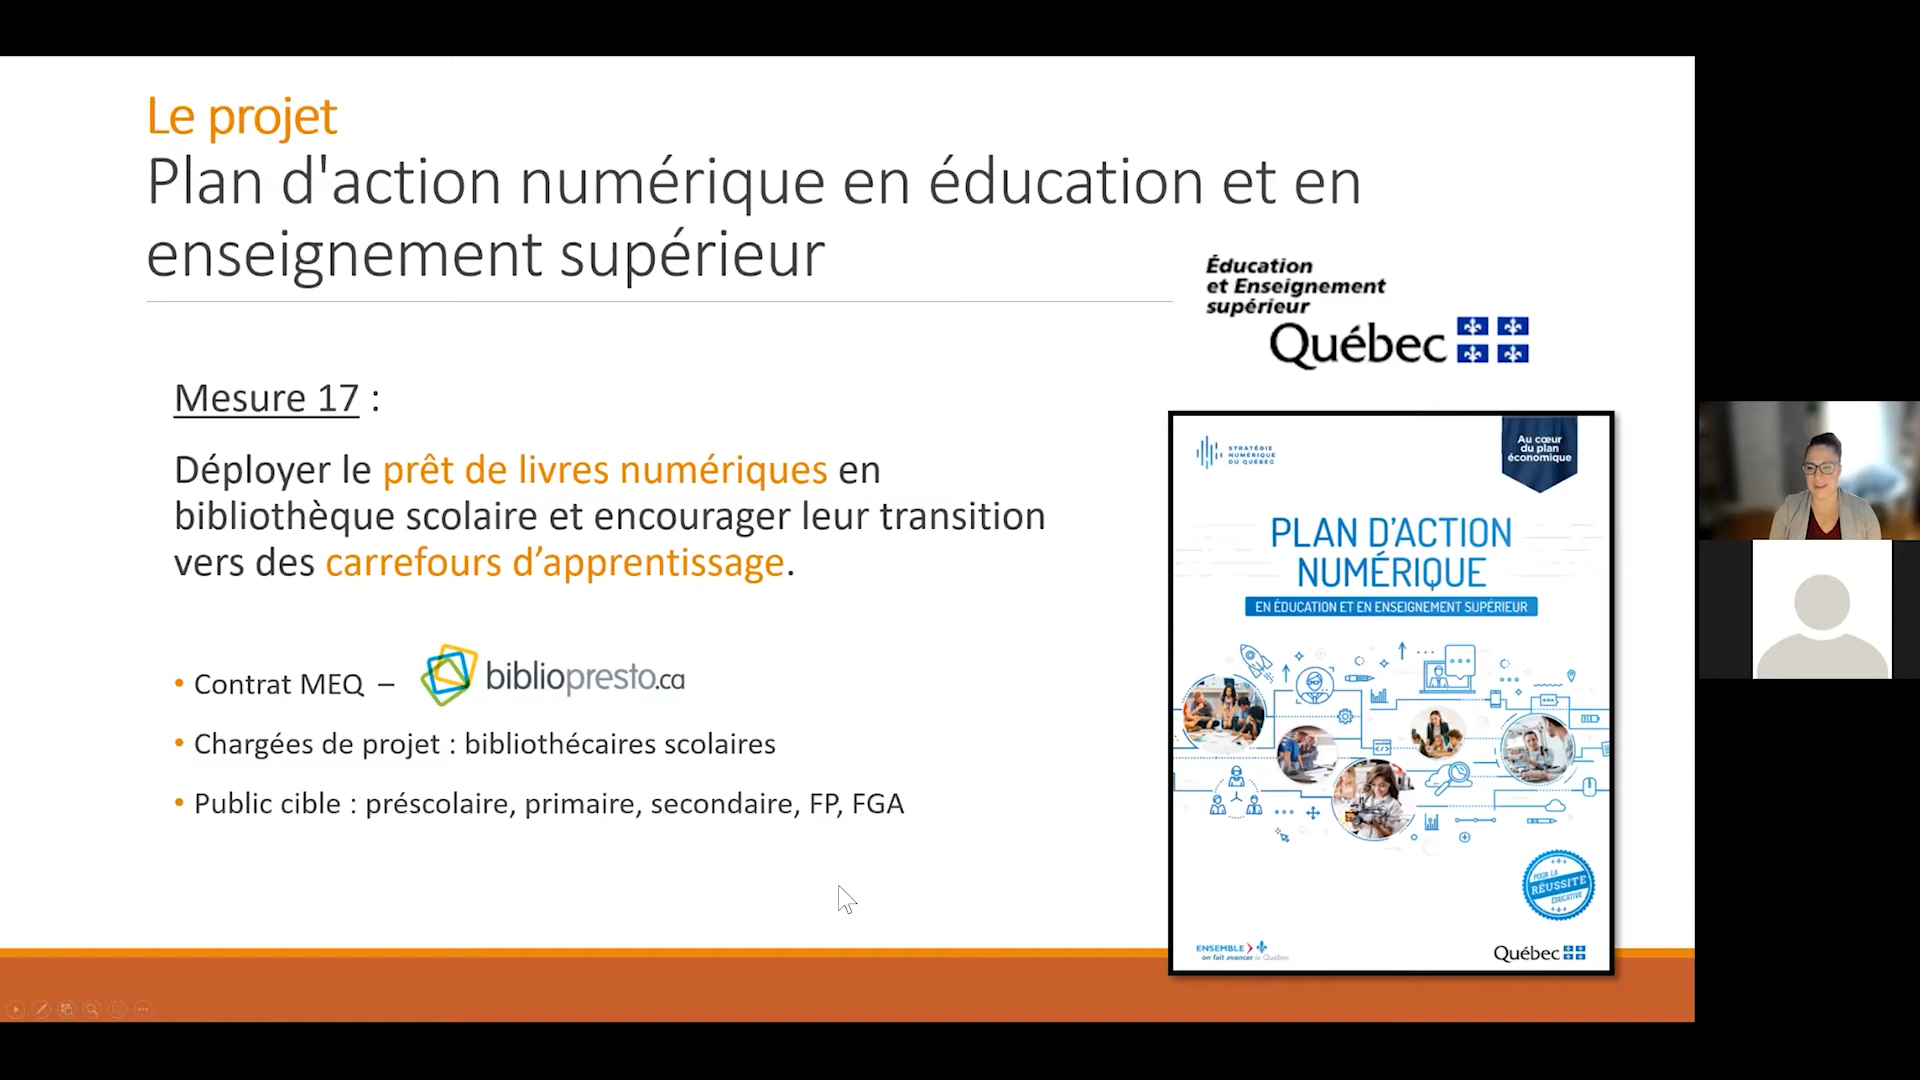 Le projet
Plan d'action numérique en éducation et en
enseignement supérieur
Éducation
et Enseignement
supérieur
Québec
Mesure 17 :
Déployer le prêt de livres numériques en
bibliothèque scolaire et encourager leur transition
vers des carrefours d’apprentissage.
• Contrat MEQ – bibliopresto.ca
• Chargées de projet : bibliothécaires scolaires
• Public cible : préscolaire, primaire, secondaire, FP, FGA
STRATÉGIE
NUMÉRIQUE
DU QUÉBEC
Au cœur
du plan
économique
PLAN D’ACTION
NUMÉRIQUE
EN ÉDUCATION ET EN ENSEIGNEMENT SUPÉRIEUR
POUR LA
RÉUSSITE
ÉDUCATIVE
ENSEMBLE
on fait avancer le Québec
Québec